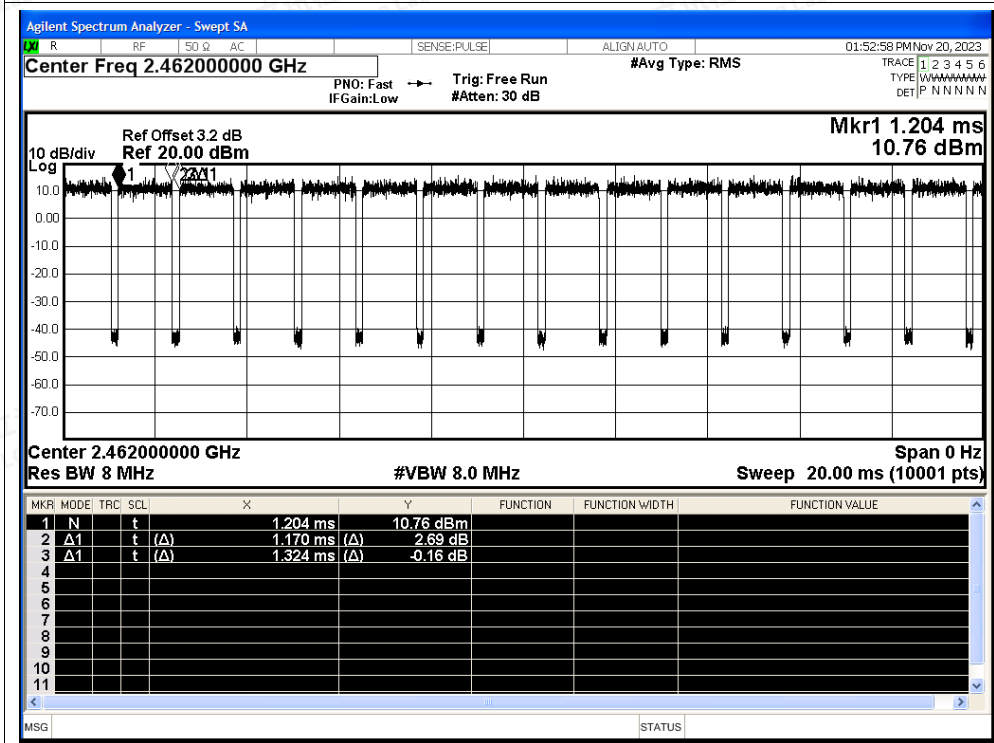 Agilent Spectrum Analyzer - Swept SA
LXI R RF 50 Ω AC SENSE:PULSE ALIGN AUTO 01:52:58 PM Nov 20, 2023
Center Freq 2.462000000 GHz #Avg Type: RMS TRACE 1 2 3 4 5 6
PNO: Fast Trig: Free Run TYPE WWWWWW
IFGain:Low #Atten: 30 dB DET P N N N N N
Mkr1 1.204 ms
Ref Offset 3.2 dB
10 dB/div Ref 20.00 dBm 10.76 dBm
Log
1
10.0
0.00
-10.0
-20.0
-30.0
-40.0
-50.0
-60.0
-70.0
Center 2.462000000 GHz Span 0 Hz
Res BW 8 MHz #VBW 8.0 MHz Sweep 20.00 ms (10001 pts)
MKR MODE TRC SCL X Y FUNCTION FUNCTION WIDTH FUNCTION VALUE
1 N t 1.204 ms 10.76 dBm
2 Δ1 t (Δ) 1.170 ms (Δ) 2.69 dB
3 Δ1 t (Δ) 1.324 ms (Δ) -0.16 dB
4
5
6
7
8
9
10
11
MSG STATUS